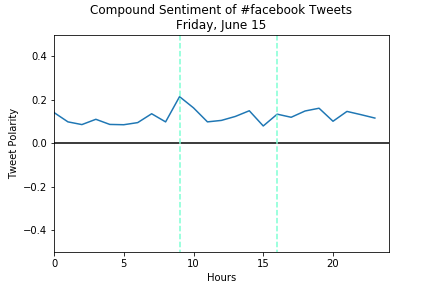 Compound Sentiment of #facebook Tweets
Friday, June 15
0.4
0.2
0.0
−0.2
−0.4
Tweet Polarity
0 5 10 15 20
Hours